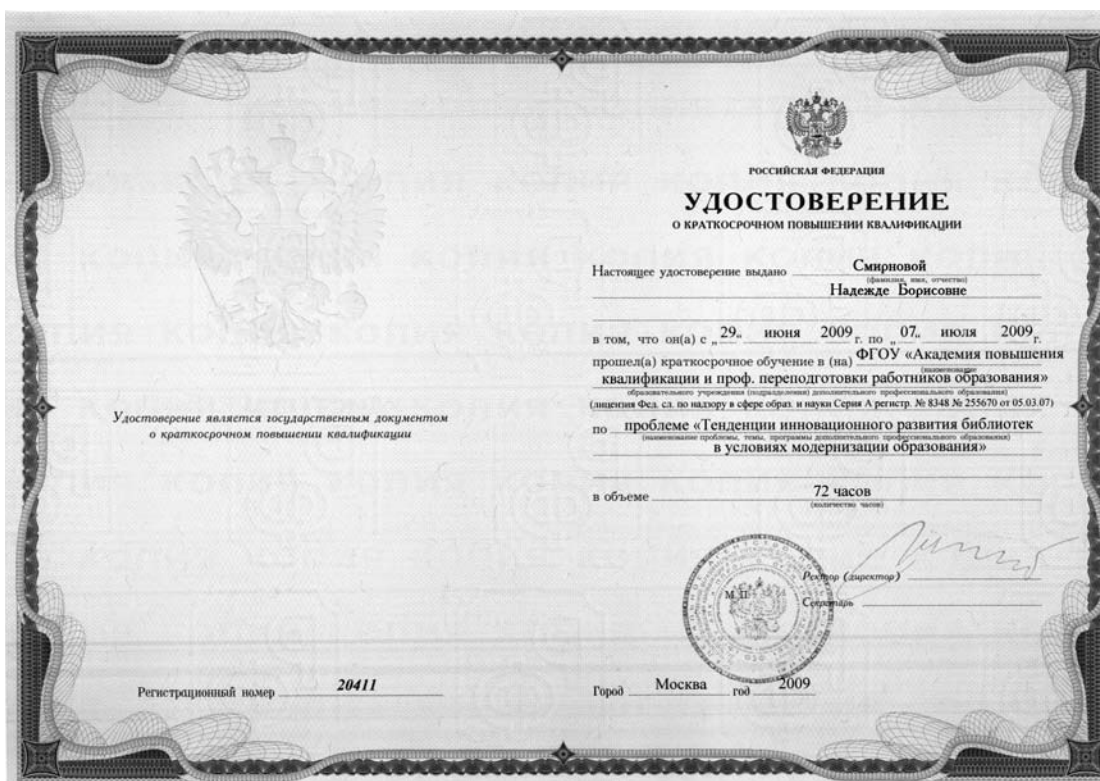 Удостоверение является государственным документом
о краткосрочном повышении квалификации
Регистрационный номер 20411
РОССИЙСКАЯ ФЕДЕРАЦИЯ
УДОСТОВЕРЕНИЕ
О КРАТКОСРОЧНОМ ПОВЫШЕНИИ КВАЛИФИКАЦИИ
Настоящее удостоверение выдано Смирновой
(фамилия, имя, отчество)
Надежде Борисовне
в том, что он(а) с „29“ июня 2009 г. по „07“ июля 2009 г.
прошел(а) краткосрочное обучение в (на) ФГОУ «Академия повышения
(наименование
квалификации и проф. переподготовки работников образования»
образовательного учреждения (подразделения) дополнительного профессионального образования)
(лицензия Фед. сл. по надзору в сфере образ. и науки Серия А регистр. № 8348 № 255670 от 05.03.07)
по проблеме «Тенденции инновационного развития библиотек
(наименование проблемы, темы, программы дополнительного профессионального образования)
в условиях модернизации образования»
в объеме 72 часов
(количество часов)
Ректор (директор)
М. П.
Секретарь
Город Москва год 2009